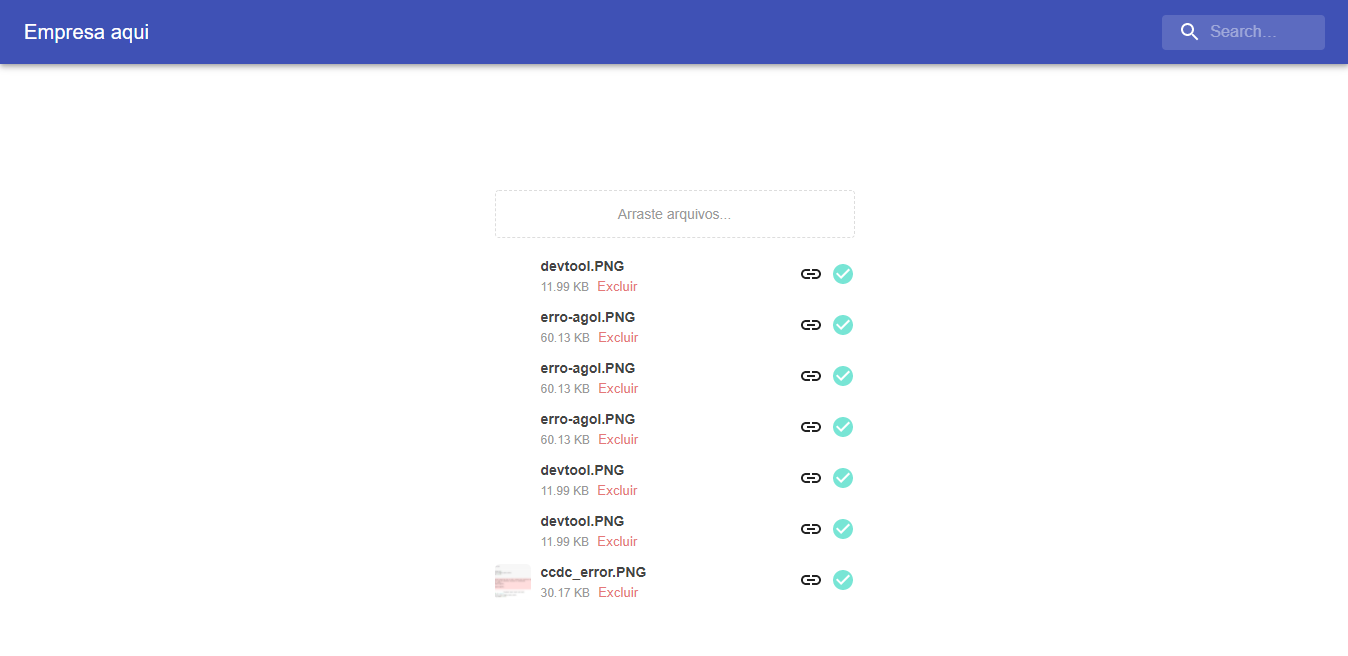 Empresa aqui
Search...
Arraste arquivos...
devtool.PNG
11.99 KB Excluir
erro-agol.PNG
60.13 KB Excluir
erro-agol.PNG
60.13 KB Excluir
erro-agol.PNG
60.13 KB Excluir
devtool.PNG
11.99 KB Excluir
devtool.PNG
11.99 KB Excluir
ccdc_error.PNG
30.17 KB Excluir